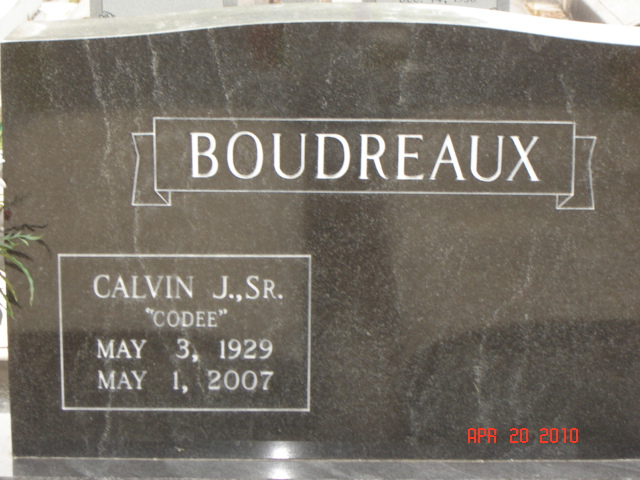 BOUDREAUX
CALVIN J., SR.
"CODEE"
MAY 3, 1929
MAY 1, 2007
APR 20 2010